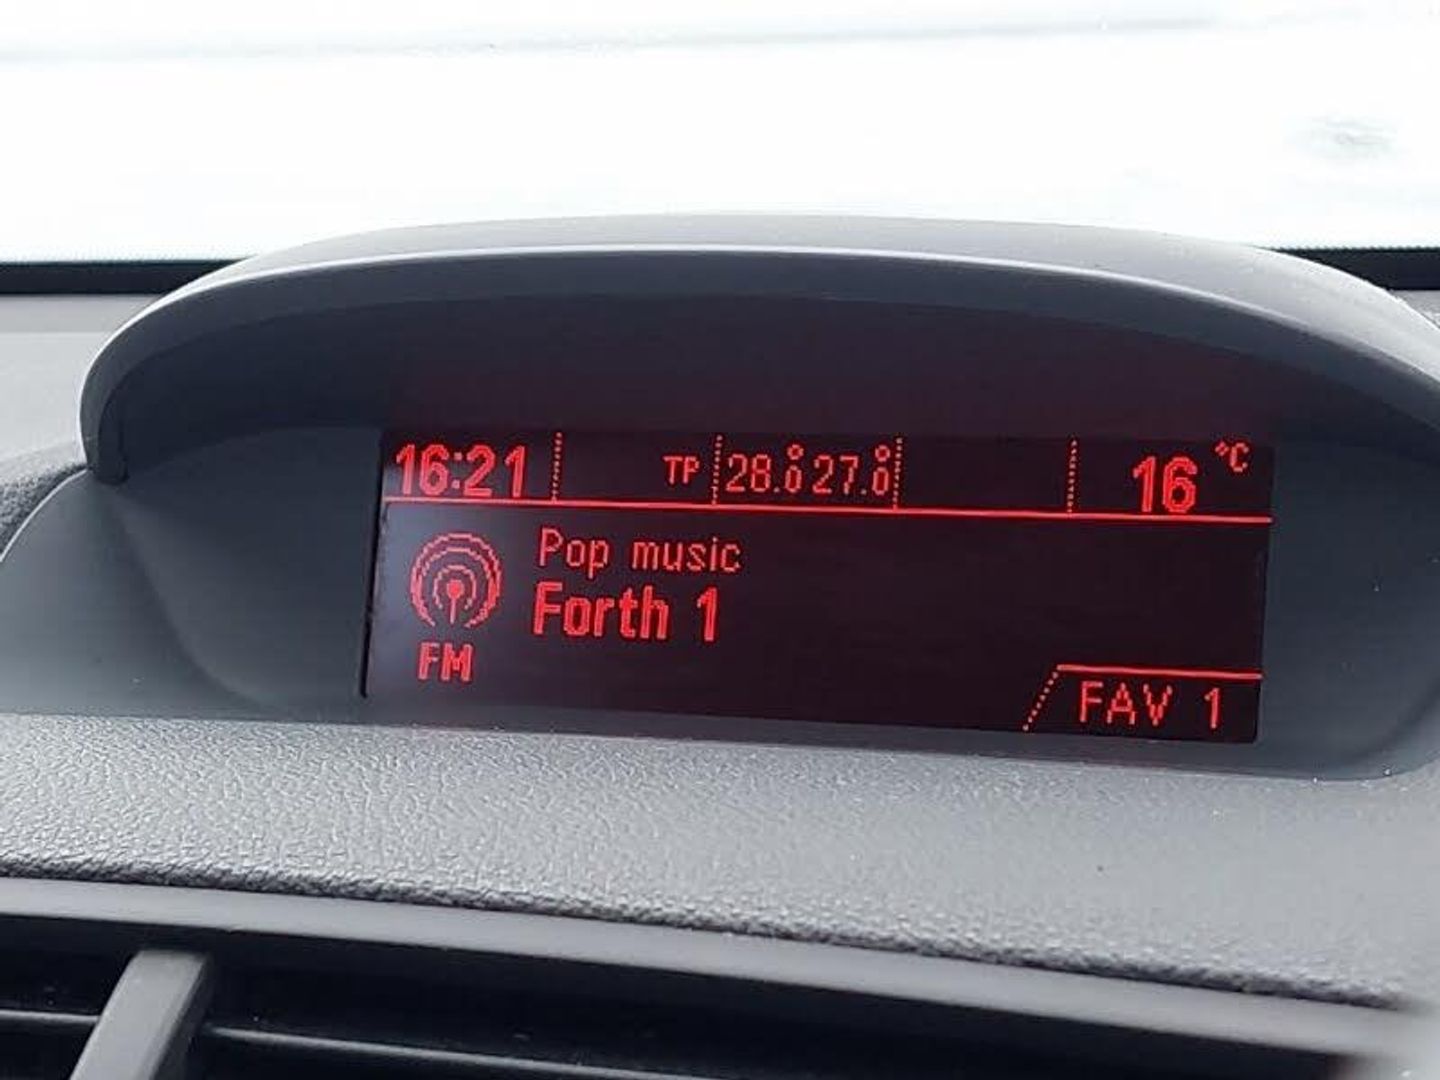 16:21 TP 28.0° 27.0° 16 °C
Pop music
Forth 1
FM
FAV 1